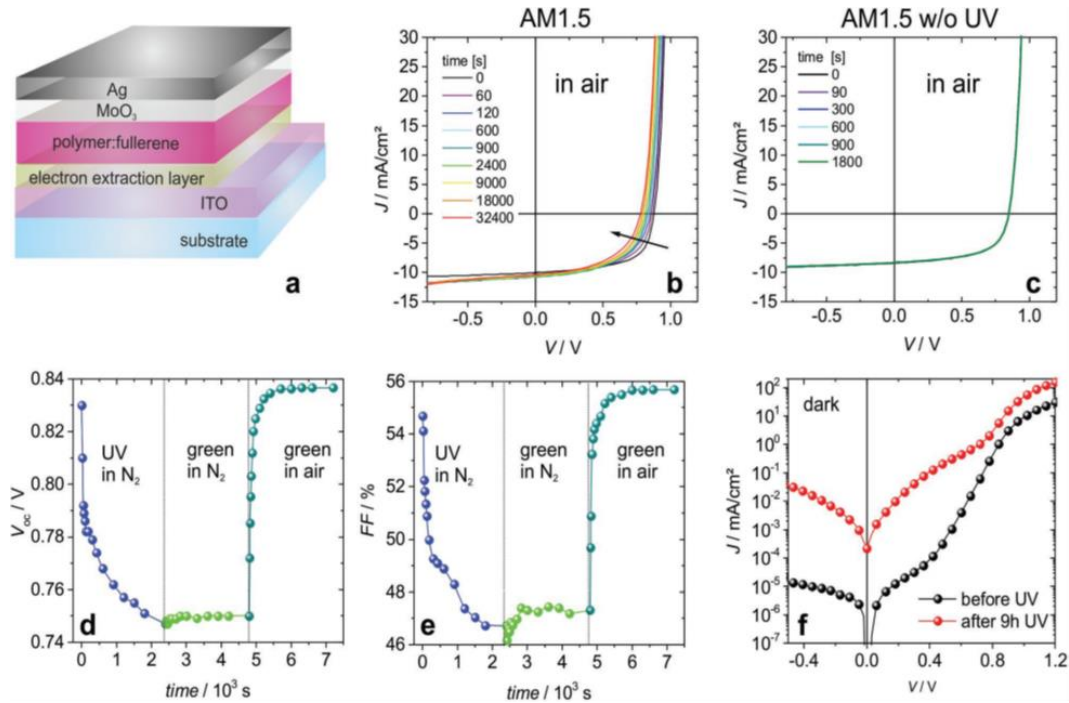 Ag
MoO₃
polymer:fullerene
electron extraction layer
ITO
substrate
a
AM1.5
30
25
20
15
10
5
0
-5
-10
-15
J / mA/cm²
time [s]
0
60
120
600
900
2400
9000
18000
32400
in air
b
-0.5
0.0
0.5
1.0
V / V
AM1.5 w/o UV
30
25
20
15
10
5
0
-5
-10
-15
J / mA/cm²
time [s]
0
90
300
600
900
1800
in air
c
-0.5
0.0
0.5
1.0
V / V
0.84
0.82
0.80
0.78
0.76
0.74
Voc / V
UV
in N₂
green
in N₂
green
in air
d
0 1 2 3 4 5 6 7
time / 10³ s
56
54
52
50
48
46
FF / %
UV
in N₂
green
in N₂
green
in air
e
0 1 2 3 4 5 6 7
time / 10³ s
10²
10¹
10⁰
10⁻¹
10⁻²
10⁻³
10⁻⁴
10⁻⁵
10⁻⁶
10⁻⁷
J / mA/cm²
dark
before UV
after 9h UV
f
-0.4 0.0 0.4 0.8 1.2
V / V